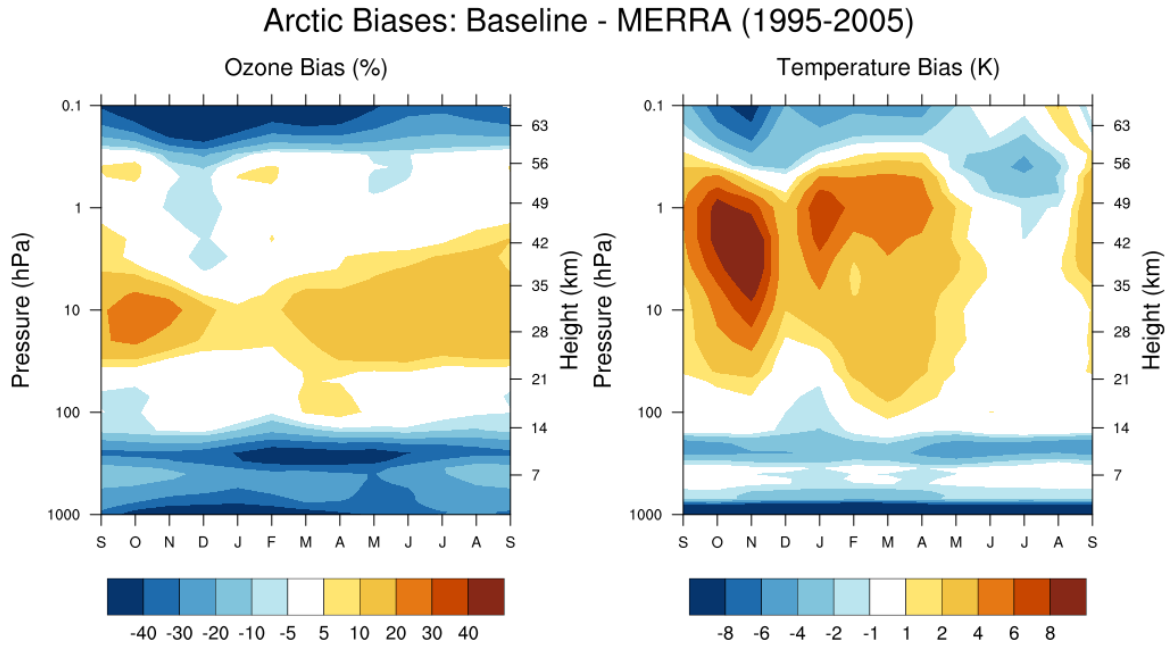 Arctic Biases: Baseline - MERRA (1995-2005)
Ozone Bias (%)
Pressure (hPa)
0.1
1
10
100
1000
63
56
49
42
35
28
21
14
7
Height (km)
S O N D J F M A M J J A S
-40 -30 -20 -10 -5 5 10 20 30 40
Temperature Bias (K)
Pressure (hPa)
0.1
1
10
100
1000
63
56
49
42
35
28
21
14
7
Height (km)
S O N D J F M A M J J A S
-8 -6 -4 -2 -1 1 2 4 6 8